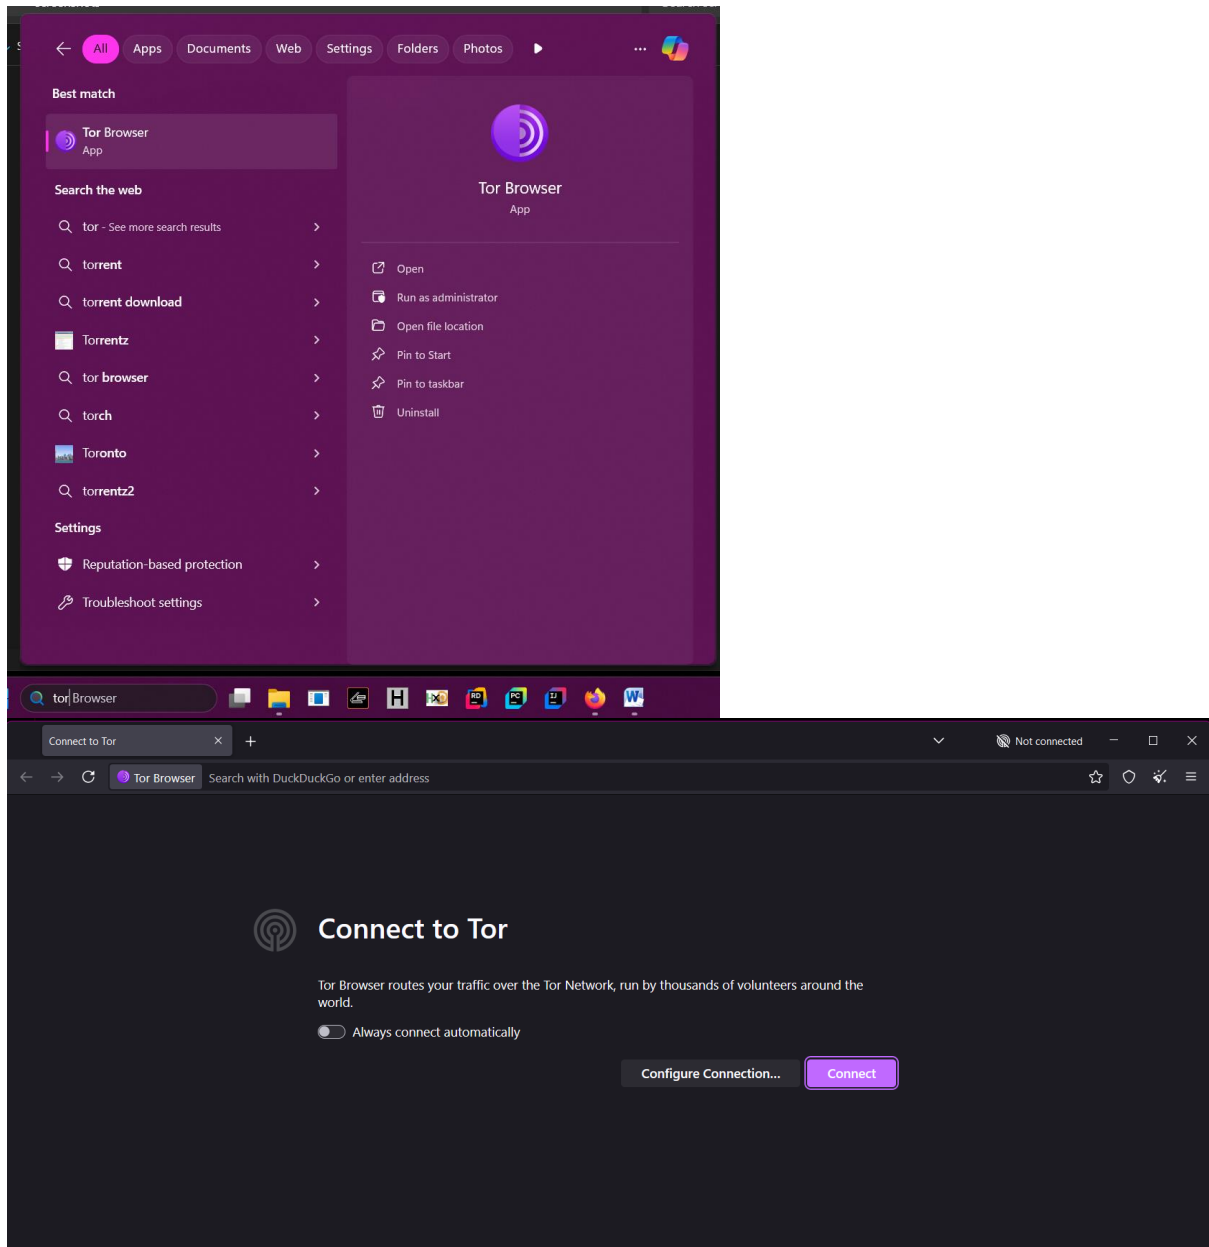 All
Apps
Documents
Web
Settings
Folders
Photos
Best match
Tor Browser
App
Search the web
tor - See more search results
torrent
torrent download
Torrentz
tor browser
torch
Toronto
torrentz2
Settings
Reputation-based protection
Troubleshoot settings
Tor Browser
App
Open
Run as administrator
Open file location
Pin to Start
Pin to taskbar
Uninstall
tor Browser
H
RD
PC
IJ
W
Connect to Tor
Not connected
Tor Browser
Search with DuckDuckGo or enter address
Connect to Tor
Tor Browser routes your traffic over the Tor Network, run by thousands of volunteers around the
world.
Always connect automatically
Configure Connection...
Connect